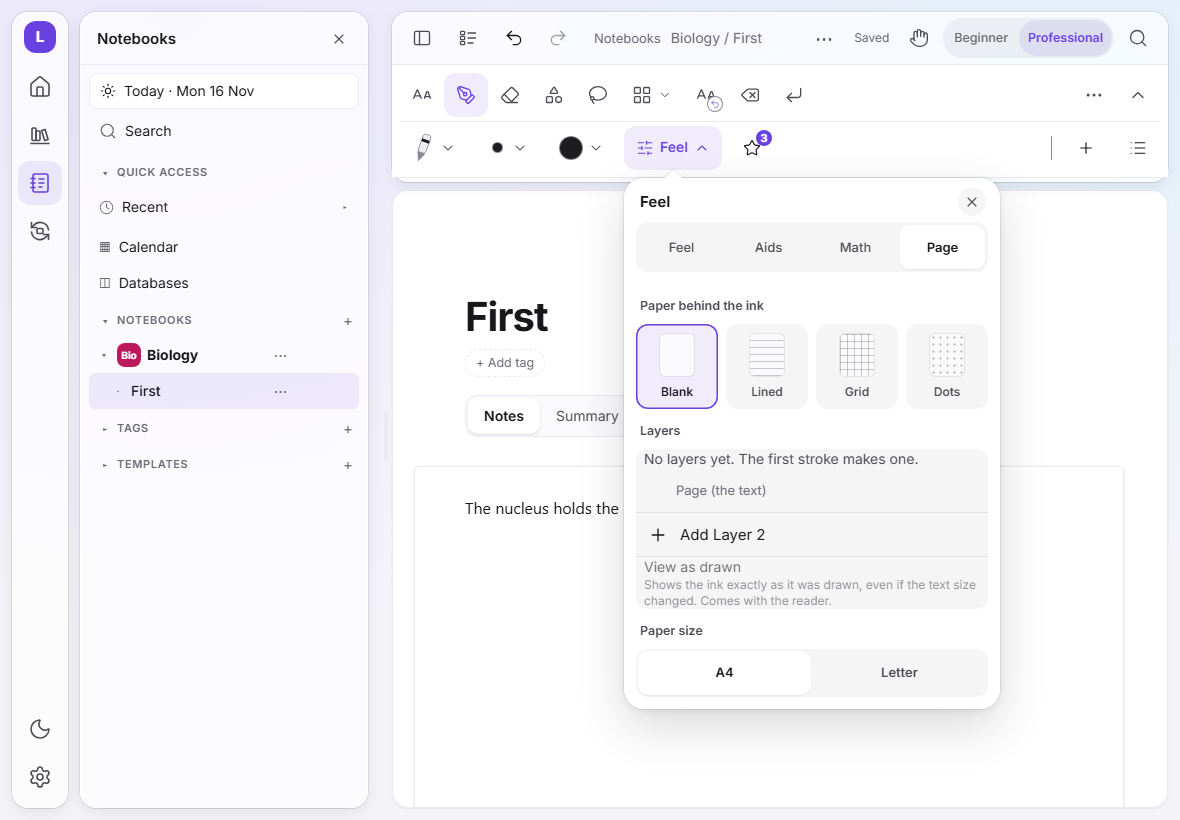 L
Notebooks
Today · Mon 16 Nov
Search
QUICK ACCESS
Recent
Calendar
Databases
NOTEBOOKS
Bio Biology
First
TAGS
TEMPLATES
Notebooks Biology / First
Saved
Beginner Professional
AA
AA
Feel
3
First
+ Add tag
Notes Summary
The nucleus holds the
Feel
Feel Aids Math Page
Paper behind the ink
Blank Lined Grid Dots
Layers
No layers yet. The first stroke makes one.
Page (the text)
Add Layer 2
View as drawn
Shows the ink exactly as it was drawn, even if the text size
changed. Comes with the reader.
Paper size
A4 Letter